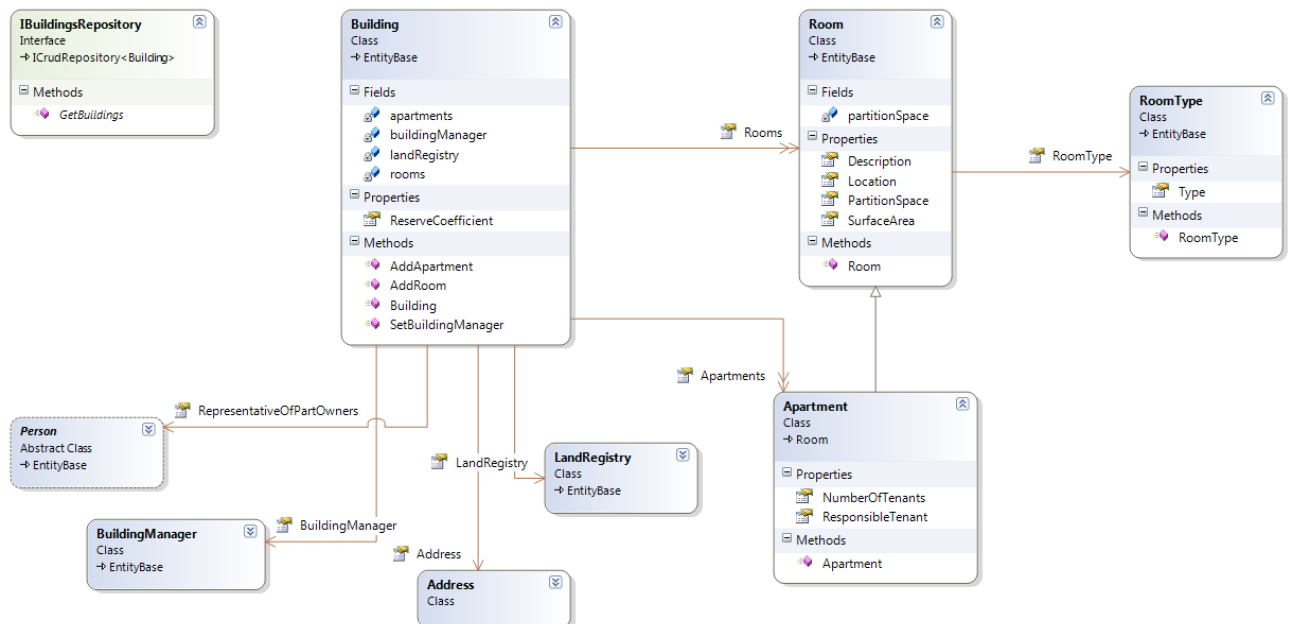 IBuildingsRepository
Interface
ICrudRepository<Building>
Methods
GetBuildings
Building
Class
EntityBase
Fields
apartments
buildingManager
landRegistry
rooms
Properties
ReserveCoefficient
Methods
AddApartment
AddRoom
Building
SetBuildingManager
Rooms
Room
Class
EntityBase
Fields
partitionSpace
Properties
Description
Location
PartitionSpace
SurfaceArea
Methods
Room
RoomType
RoomType
Class
EntityBase
Properties
Type
Methods
RoomType
Apartments
Apartment
Class
Room
Properties
NumberOfTenants
ResponsibleTenant
Methods
Apartment
RepresentativeOfPartOwners
Person
Abstract Class
EntityBase
LandRegistry
LandRegistry
Class
EntityBase
BuildingManager
BuildingManager
Class
EntityBase
Address
Address
Class